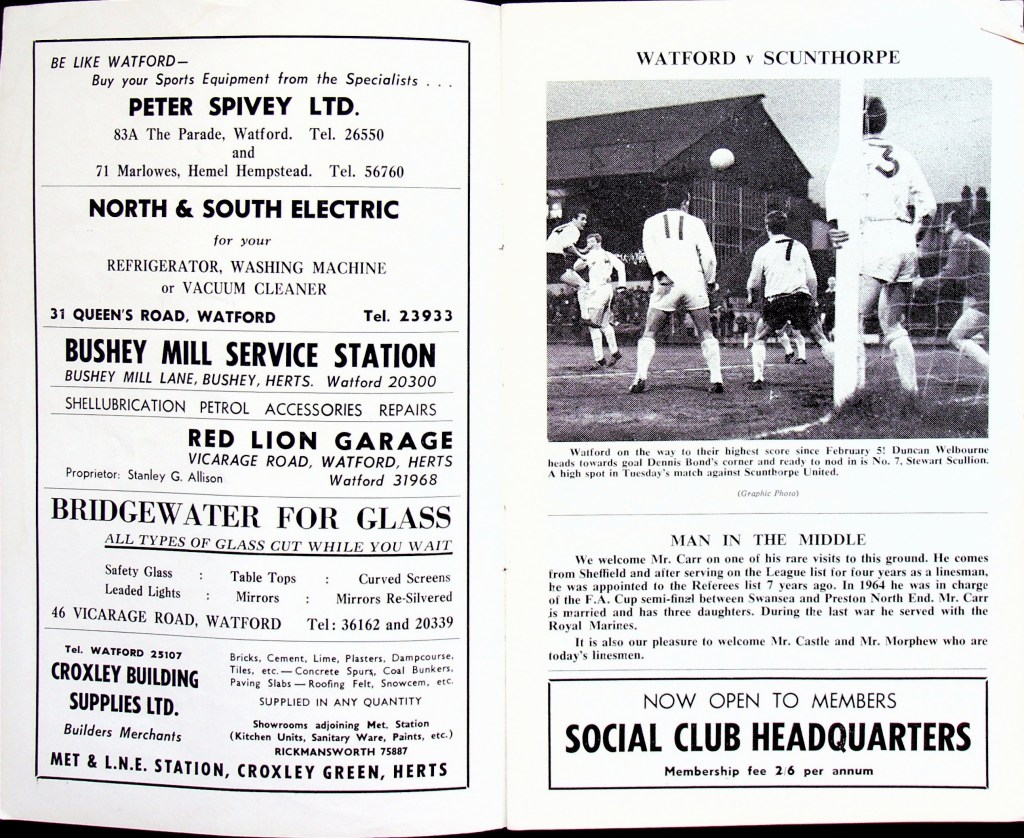 BE LIKE WATFORD—
Buy your Sports Equipment from the Specialists . . .
PETER SPIVEY LTD.
83A The Parade, Watford. Tel. 26550
and
71 Marlowes, Hemel Hempstead. Tel. 56760
NORTH & SOUTH ELECTRIC
for your
REFRIGERATOR, WASHING MACHINE
or VACUUM CLEANER
31 QUEEN'S ROAD, WATFORD Tel. 23933
BUSHEY MILL SERVICE STATION
BUSHEY MILL LANE, BUSHEY, HERTS. Watford 20300
SHELLUBRICATION PETROL ACCESSORIES REPAIRS
RED LION GARAGE
VICARAGE ROAD, WATFORD, HERTS
Proprietor: Stanley G. Allison Watford 31968
BRIDGEWATER FOR GLASS
ALL TYPES OF GLASS CUT WHILE YOU WAIT
Safety Glass : Table Tops : Curved Screens
Leaded Lights : Mirrors : Mirrors Re-Silvered
46 VICARAGE ROAD, WATFORD Tel: 36162 and 20339
Tel. WATFORD 25107
CROXLEY BUILDING
SUPPLIES LTD.
Builders Merchants
Bricks, Cement, Lime, Plasters, Dampcourse,
Tiles, etc.—Concrete Spurs, Coal Bunkers,
Paving Slabs—Roofing Felt, Snowcem, etc.
SUPPLIED IN ANY QUANTITY
Showrooms adjoining Met. Station
(Kitchen Units, Sanitary Ware, Paints, etc.)
RICKMANSWORTH 75887
MET & L.N.E. STATION, CROXLEY GREEN, HERTS
WATFORD v SCUNTHORPE
11
7
3
Watford on the way to their highest score since February 5! Duncan Welbourne
heads towards goal Dennis Bond's corner and ready to nod in is No. 7, Stewart Scullion.
A high spot in Tuesday's match against Scunthorpe United.
(Graphic Photo)
MAN IN THE MIDDLE
We welcome Mr. Carr on one of his rare visits to this ground. He comes
from Sheffield and after serving on the League list for four years as a linesman,
he was appointed to the Referees list 7 years ago. In 1964 he was in charge
of the F.A. Cup semi-final between Swansea and Preston North End. Mr. Carr
is married and has three daughters. During the last war he served with the
Royal Marines.
It is also our pleasure to welcome Mr. Castle and Mr. Morphew who are
today's linesmen.
NOW OPEN TO MEMBERS
SOCIAL CLUB HEADQUARTERS
Membership fee 2/6 per annum